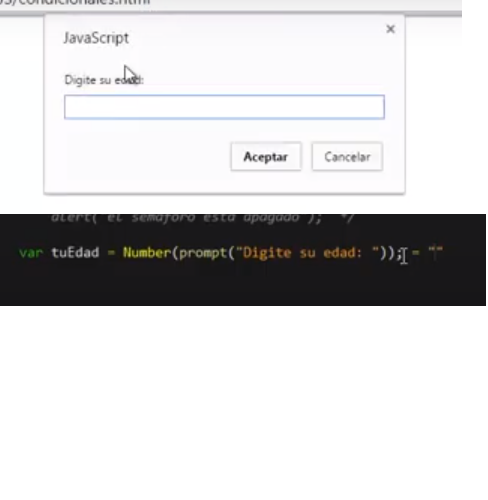 /condicionales.html
JavaScript
×
Digite su edad:
Aceptar
Cancelar
alert( el semaforo esta apagado ); */
var tuEdad = Number(prompt("Digite su edad: ")); = ""